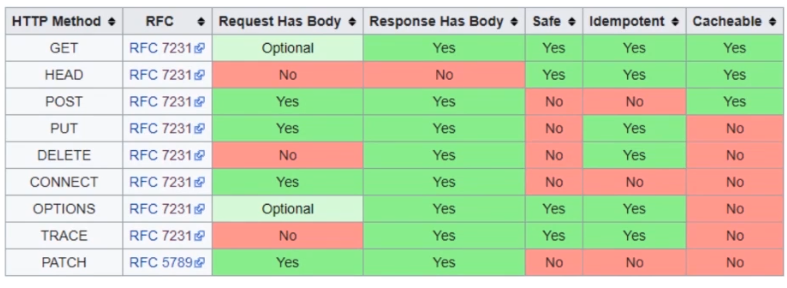 HTTP Method RFC Request Has Body Response Has Body Safe Idempotent Cacheable
GET RFC 7231 Optional Yes Yes Yes Yes
HEAD RFC 7231 No No Yes Yes Yes
POST RFC 7231 Yes Yes No No Yes
PUT RFC 7231 Yes Yes No Yes No
DELETE RFC 7231 No Yes No Yes No
CONNECT RFC 7231 Yes Yes No No No
OPTIONS RFC 7231 Optional Yes Yes Yes No
TRACE RFC 7231 No Yes Yes Yes No
PATCH RFC 5789 Yes Yes No No No